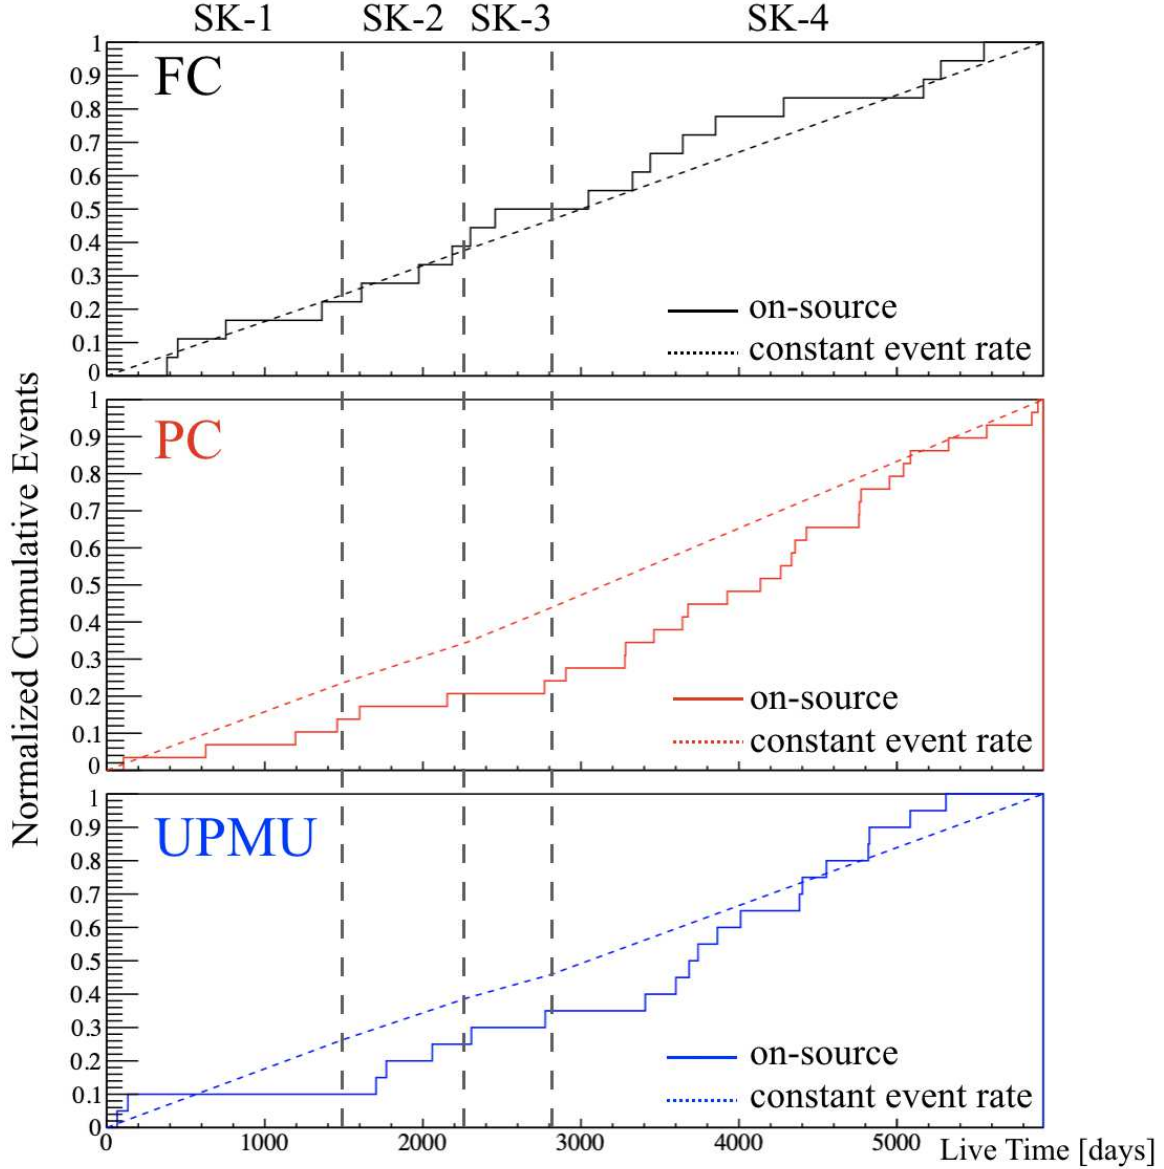 SK-1 SK-2 SK-3 SK-4
FC
1
0.9
0.8
0.7
0.6
0.5
0.4
0.3
0.2
0.1
0
on-source
constant event rate
PC
1
0.9
0.8
0.7
0.6
0.5
0.4
0.3
0.2
0.1
0
on-source
constant event rate
Normalized Cumulative Events
UPMU
1
0.9
0.8
0.7
0.6
0.5
0.4
0.3
0.2
0.1
0
on-source
constant event rate
0 1000 2000 3000 4000 5000 Live Time [days]